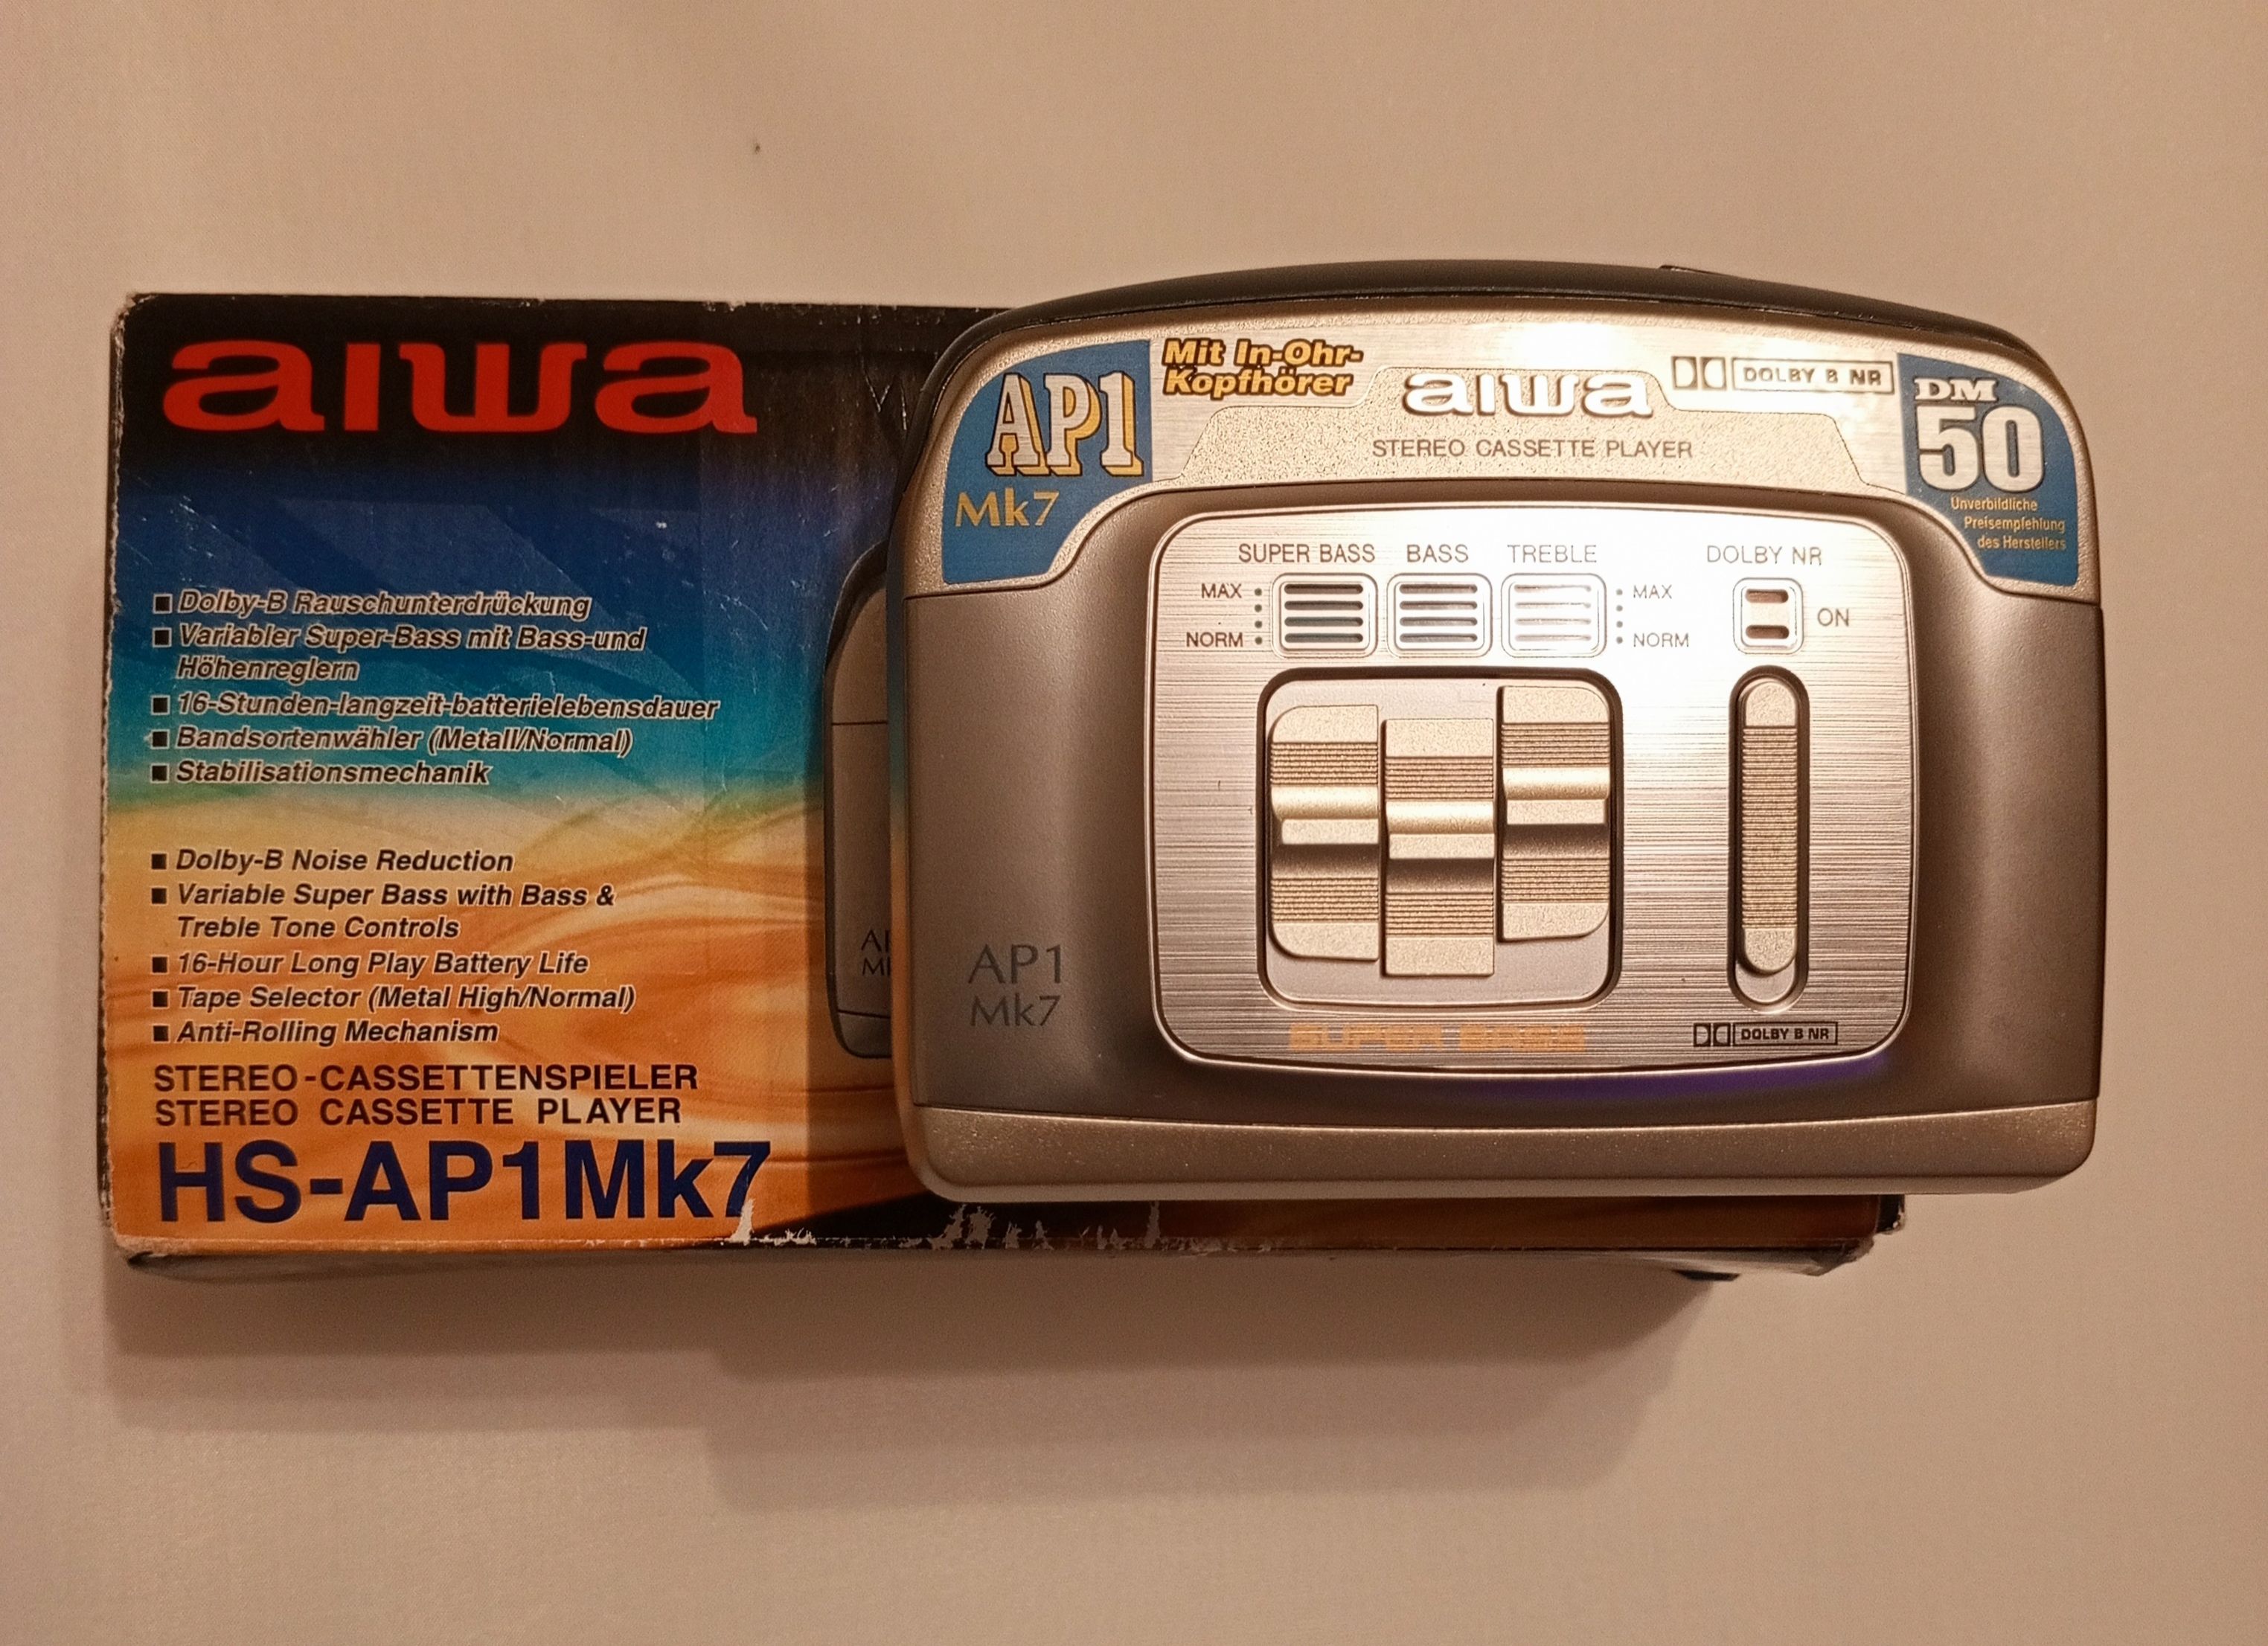 aiwa
■ Dolby-B Rauschunterdrückung
■ Variabler Super-Bass mit Bass-und
Höhenreglern
■ 16-Stunden-langzeit-batterielebensdauer
■ Bandsortenwähler (Metall/Normal)
■ Stabilisationsmechanik
■ Dolby-B Noise Reduction
■ Variable Super Bass with Bass &
Treble Tone Controls
■ 16-Hour Long Play Battery Life
■ Tape Selector (Metal High/Normal)
■ Anti-Rolling Mechanism
STEREO-CASSETTENSPIELER
STEREO CASSETTE PLAYER
HS-AP1Mk7
AP1
Mk7
Mit In-Ohr-
Kopfhörer
aiwa
STEREO CASSETTE PLAYER
DOLBY B NR
DM
50
Unverbildliche
Preisempfehlung
des Herstellers
SUPER BASS BASS TREBLE DOLBY NR
MAX MAX
ON
NORM NORM
AP1
Mk7
SUPER BASS
DOLBY B NR